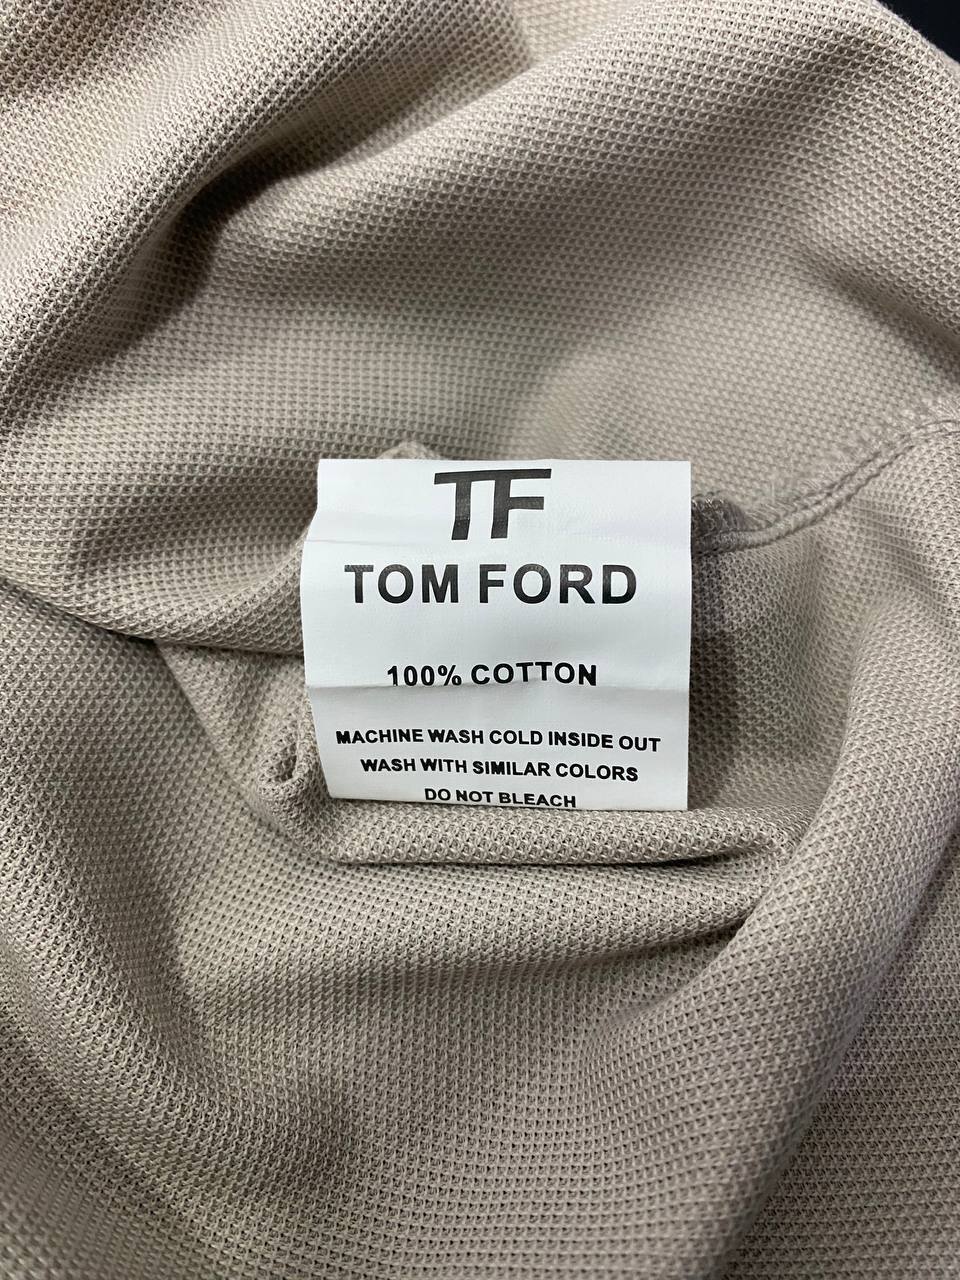 TF
TOM FORD
100% COTTON
MACHINE WASH COLD INSIDE OUT
WASH WITH SIMILAR COLORS
DO NOT BLEACH